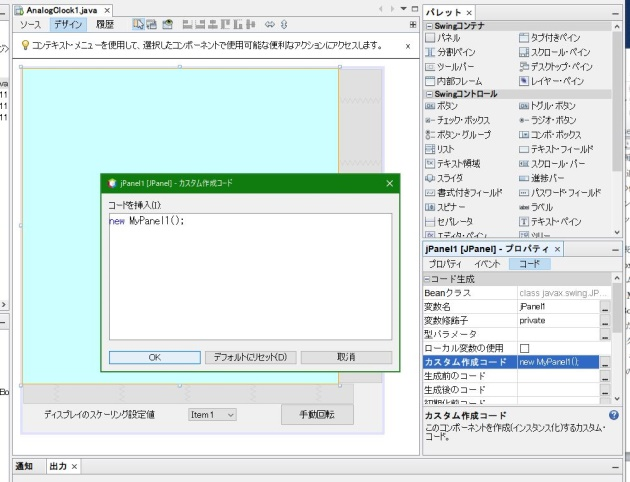 AnalogClock1.java ×
ソース デザイン 履歴
コンテキスト・メニューを使用して、選択したコンポーネントで使用可能な便利なアクションにアクセスします。 ×
jPanel1 [JPanel] - カスタム作成コード
コードを挿入(I):
new MyPanel1();
OK デフォルトにリセット(D) 取消
ディスプレイのスケーリング設定値 Item 1 手動回転
通知 出力 ×
パレット ×
Swingコンテナ
パネル タブ付きペイン
分割ペイン スクロール・ペイン
ツールバー デスクトップ・ペイン
内部フレーム レイヤー・ペイン
Swingコントロール
ボタン トグル・ボタン
チェック・ボックス ラジオ・ボタン
ボタン・グループ コンボ・ボックス
リスト テキスト・フィールド
テキスト領域 スクロール・バー
スライダ 進捗バー
書式付きフィールド パスワード・フィールド
スピナー ラベル
セパレータ テキスト・ペイン
エディタ・ペイン ツリー
jPanel1 [JPanel] - プロパティ ×
プロパティ イベント コード
コード生成
Beanクラス class javax.swing.JP...
変数名 jPanel1
変数修飾子 private
型パラメータ
ローカル変数の使用
カスタム作成コード new MyPanel1();
生成前のコード
生成後のコード
初期化前コード
カスタム作成コード
このコンポーネントを作成(インスタンス化)するカスタム・
コード。